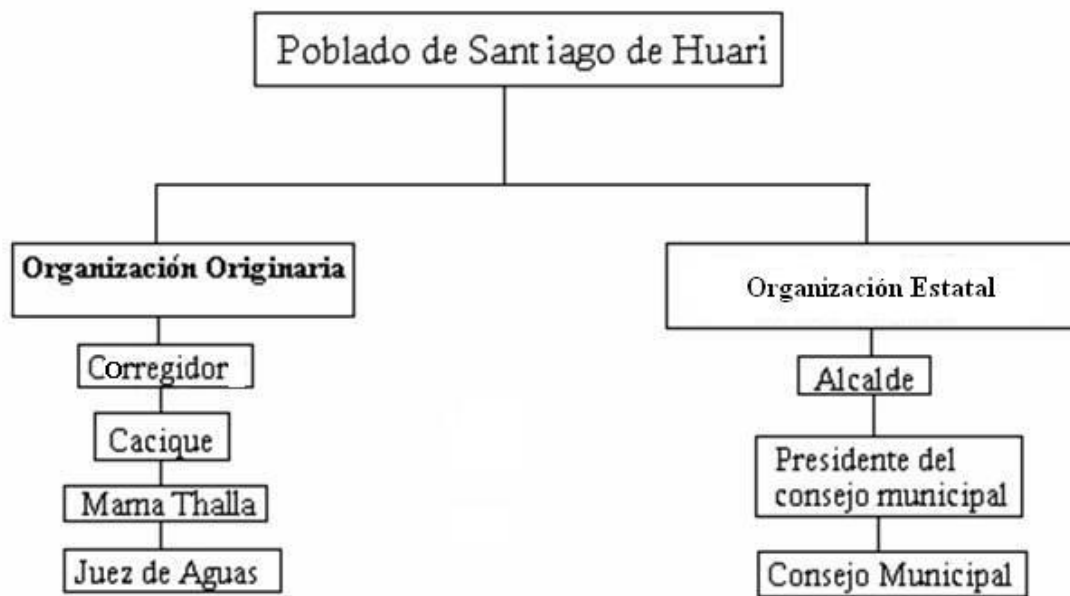 Poblado de Santiago de Huari
Organización Originaria
Corregidor
Cacique
Mama Thalla
Juez de Aguas
Organización Estatal
Alcalde
Presidente del
consejo municipal
Consejo Municipal